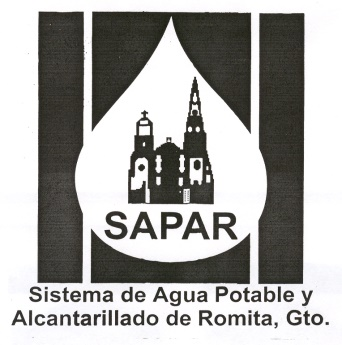 SAPAR
Sistema de Agua Potable y
Alcantarillado de Romita, Gto.